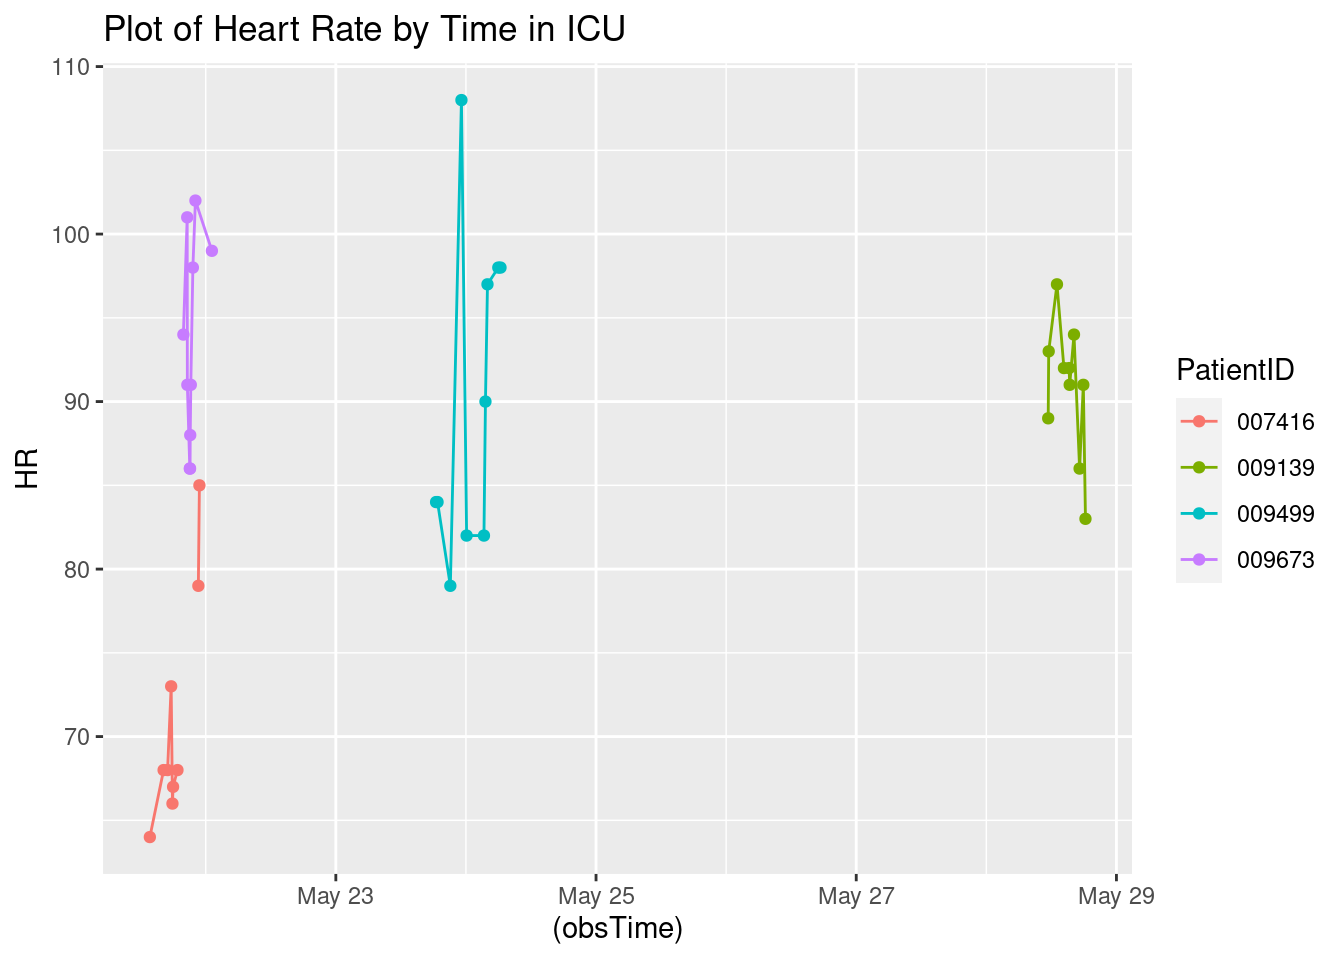 Plot of Heart Rate by Time in ICU
110
100
90
80
70
HR
May 23
May 25
May 27
May 29
(obsTime)
PatientID
007416
009139
009499
009673